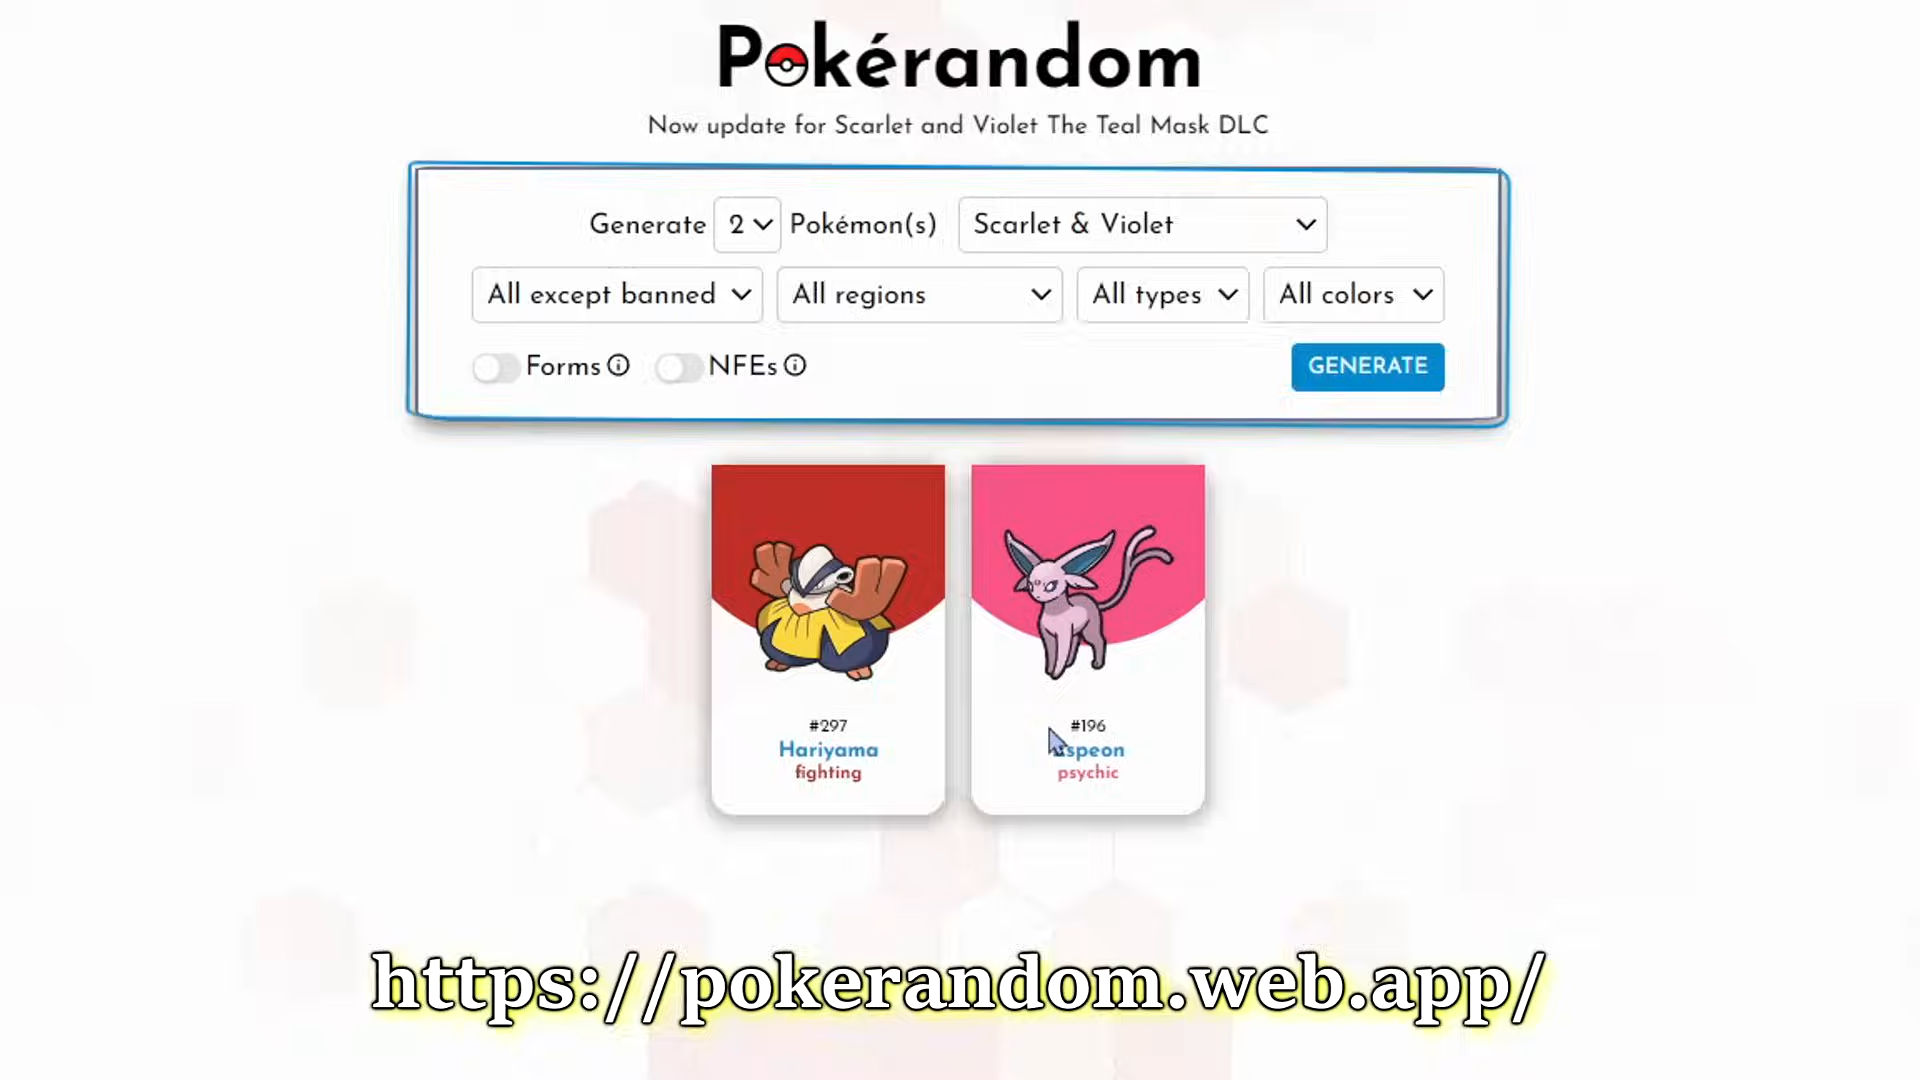 Pokérandom
Now update for Scarlet and Violet The Teal Mask DLC
Generate 2 Pokémon(s) Scarlet & Violet
All except banned All regions All types All colors
Forms NFEs GENERATE
#297 #196
Hariyama speon
fighting psychic
https://pokerandom.web.app/